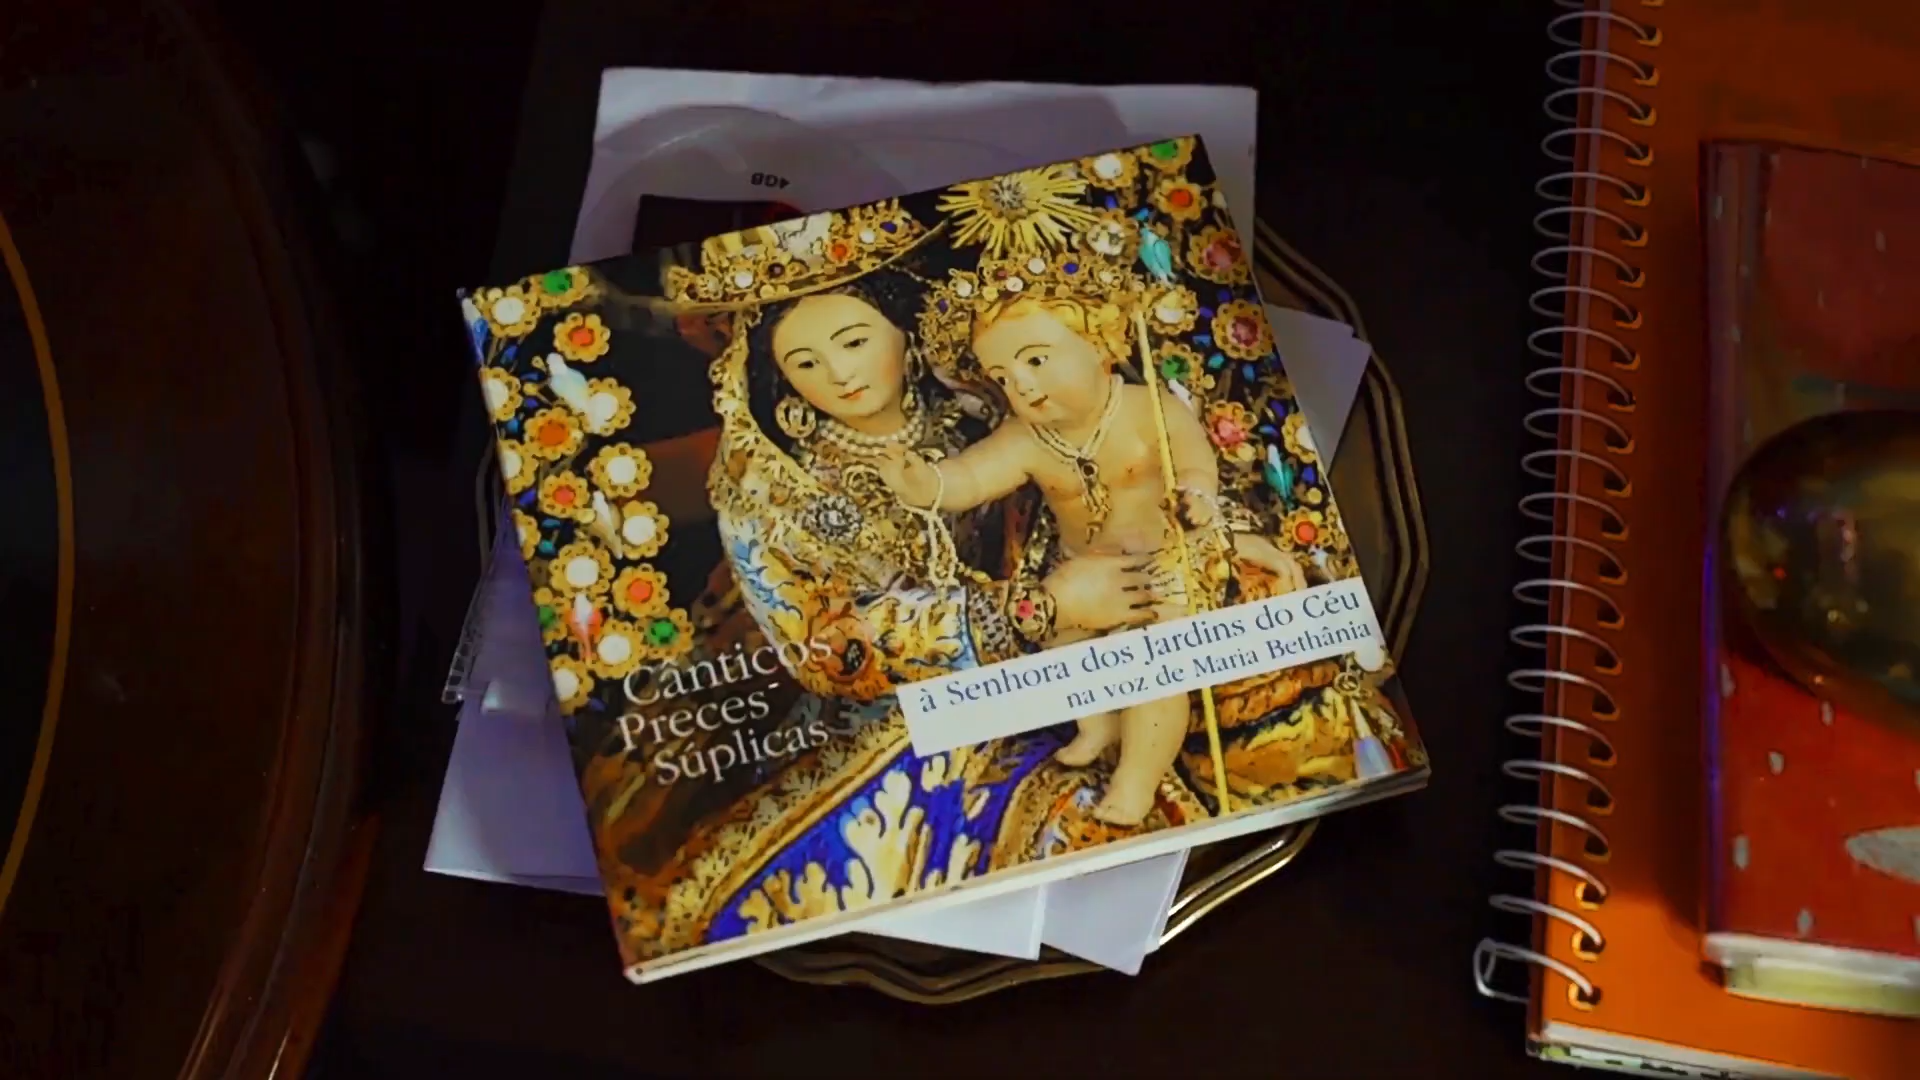 4GB
Cânticos
Preces
Súplicas
à Senhora dos Jardins do Céu
na voz de Maria Bethânia